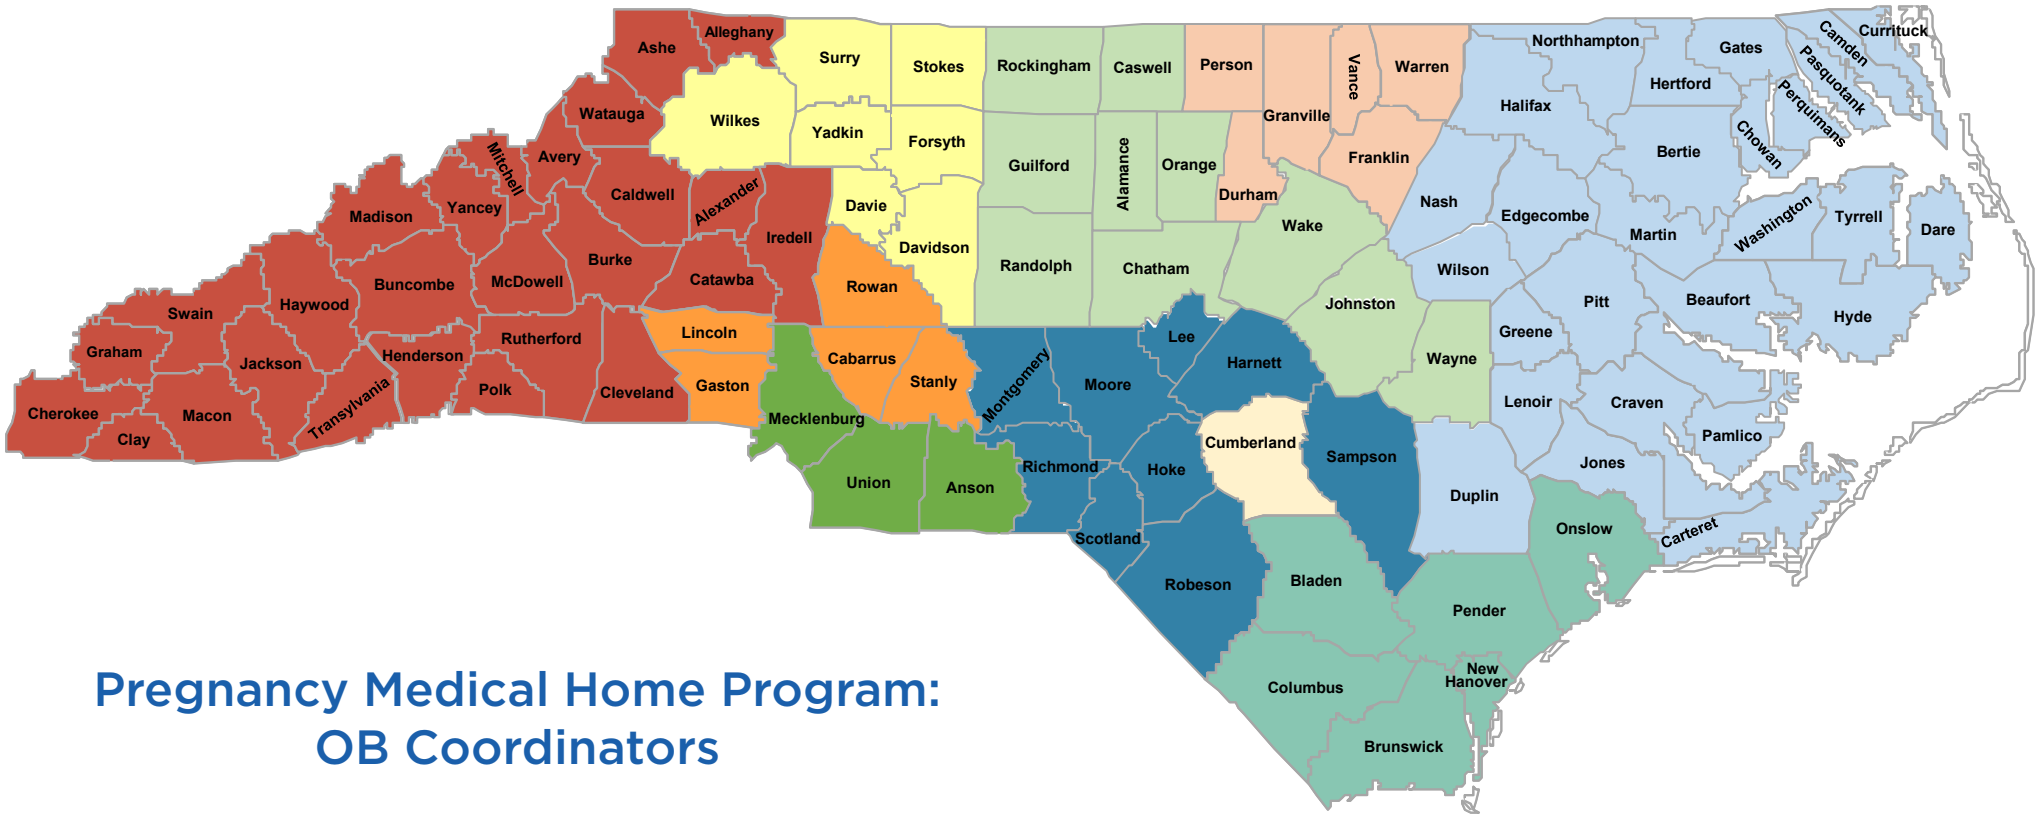 Alleghany
Ashe
Surry
Stokes
Rockingham
Caswell
Person
Vance
Warren
Northhampton
Gates
Camden
Currituck
Pasquotank
Hertford
Perquimans
Watauga
Wilkes
Yadkin
Forsyth
Granville
Halifax
Chowan
Bertie
Mitchell
Avery
Caldwell
Alexander
Guilford
Alamance
Orange
Durham
Franklin
Madison
Yancey
Davie
Iredell
Davidson
Wake
Nash
Edgecombe
Martin
Washington
Tyrrell
Dare
Buncombe
McDowell
Burke
Catawba
Rowan
Randolph
Chatham
Wilson
Swain
Haywood
Johnston
Pitt
Beaufort
Hyde
Graham
Jackson
Henderson
Rutherford
Lincoln
Cabarrus
Stanly
Montgomery
Moore
Lee
Harnett
Wayne
Greene
Cherokee
Clay
Macon
Transylvania
Polk
Cleveland
Gaston
Mecklenburg
Lenoir
Craven
Pamlico
Union
Anson
Richmond
Hoke
Cumberland
Sampson
Duplin
Jones
Scotland
Onslow
Carteret
Robeson
Bladen
Pender
Columbus
New
Hanover
Brunswick
Pregnancy Medical Home Program:
OB Coordinators